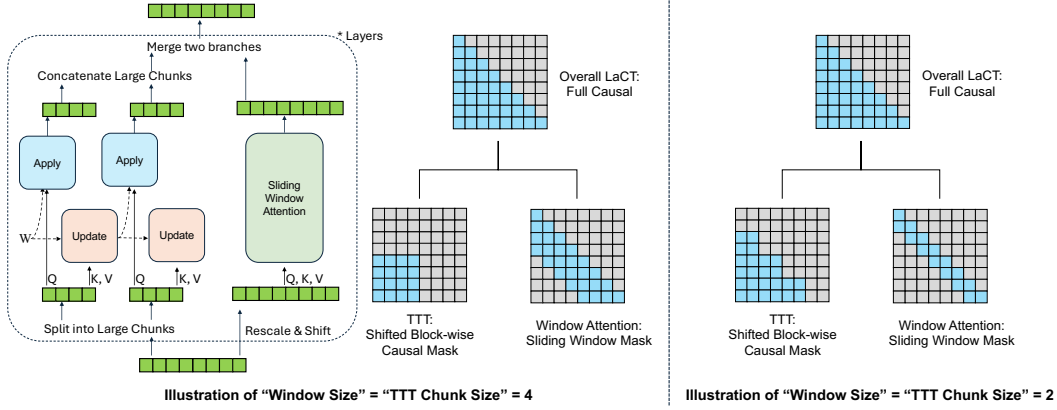 * Layers
Merge two branches
Concatenate Large Chunks
Apply
Apply
Sliding
Window
Attention
W
Update
Update
Q
K, V
Q
K, V
Q, K, V
Split into Large Chunks
Rescale & Shift
Overall LaCT:
Full Causal
TTT:
Shifted Block-wise
Causal Mask
Window Attention:
Sliding Window Mask
Illustration of “Window Size” = “TTT Chunk Size” = 4
Overall LaCT:
Full Causal
TTT:
Shifted Block-wise
Causal Mask
Window Attention:
Sliding Window Mask
Illustration of “Window Size” = “TTT Chunk Size” = 2